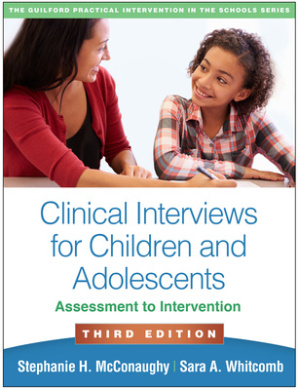 THE GUILFORD PRACTICAL INTERVENTION IN THE SCHOOLS SERIES
Clinical Interviews
for Children and
Adolescents
Assessment to Intervention
THIRD EDITION
Stephanie H. McConaughy | Sara A. Whitcomb